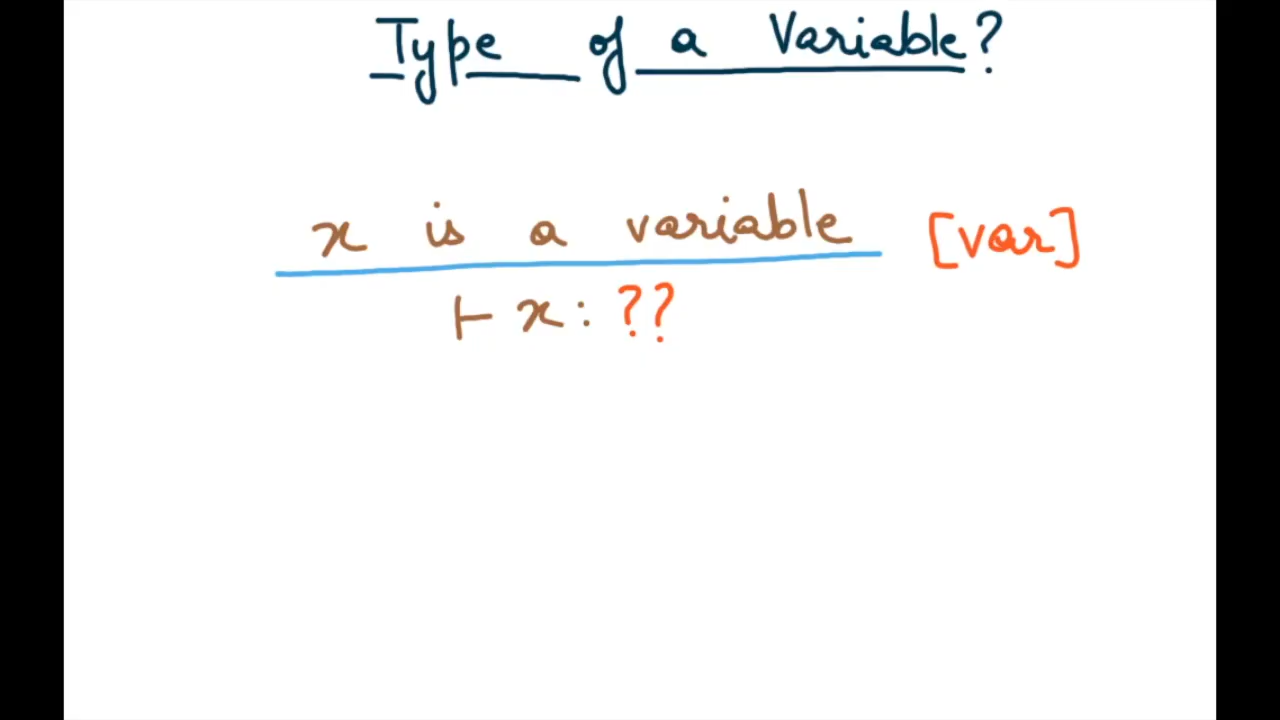 Type of a Variable?
x is a variable [var]
⊢ x: ??